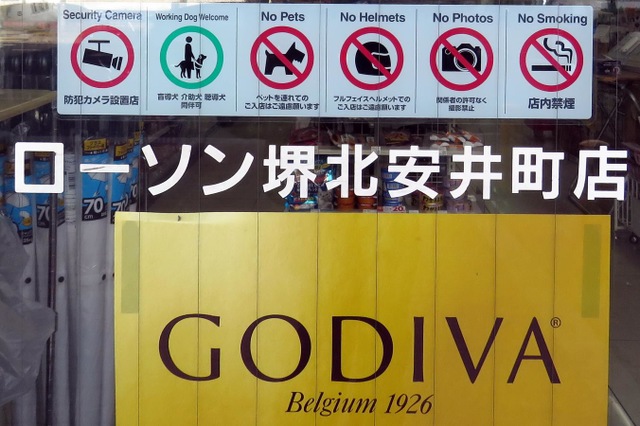 Security Camera
防犯カメラ設置店
Working Dog Welcome
盲導犬 介助犬 聴導犬
同伴可
No Pets
ペットを連れての
ご入店はご遠慮願います
No Helmets
フルフェイスヘルメットでの
ご入店はご遠慮願います
No Photos
関係者の許可なく
撮影禁止
No Smoking
店内禁煙
ローソン堺北安井町店
70
70
70
GODIVA®
Belgium 1926